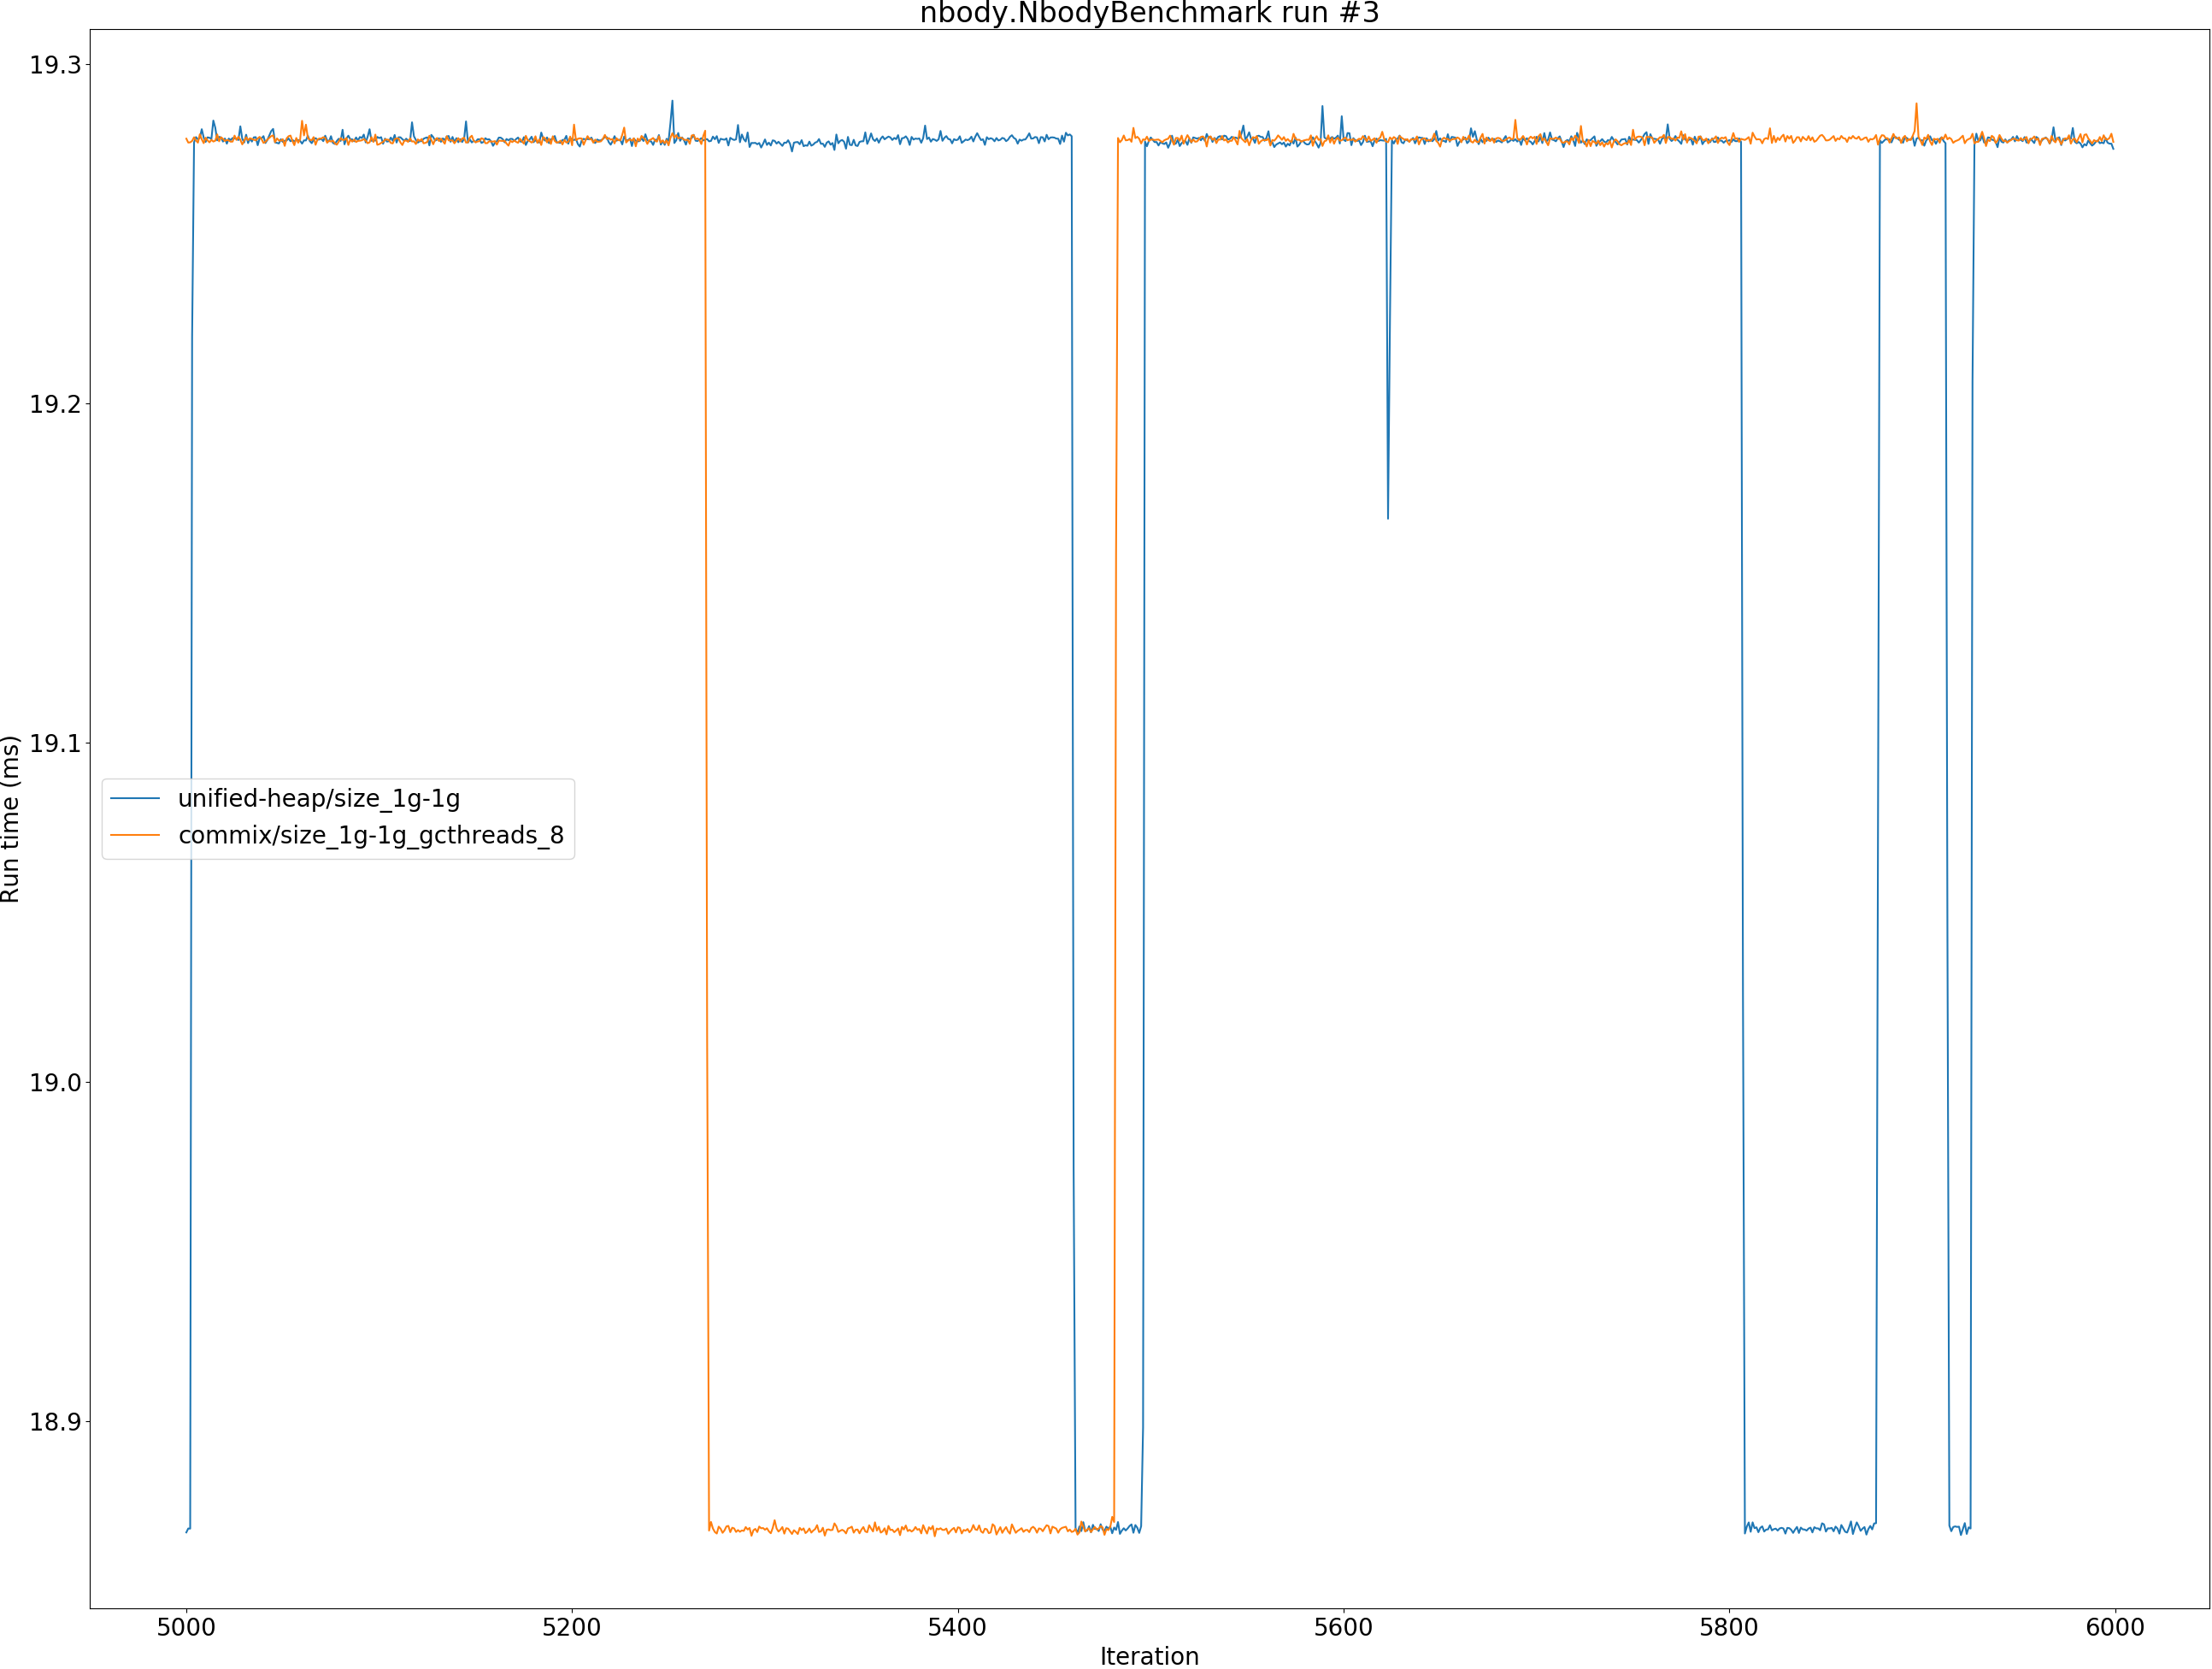 nbody.NbodyBenchmark run #3
19.3
19.2
19.1
19.0
18.9
Run time (ms)
unified-heap/size_1g-1g
commix/size_1g-1g_gcthreads_8
5000 5200 5400 5600 5800 6000
Iteration